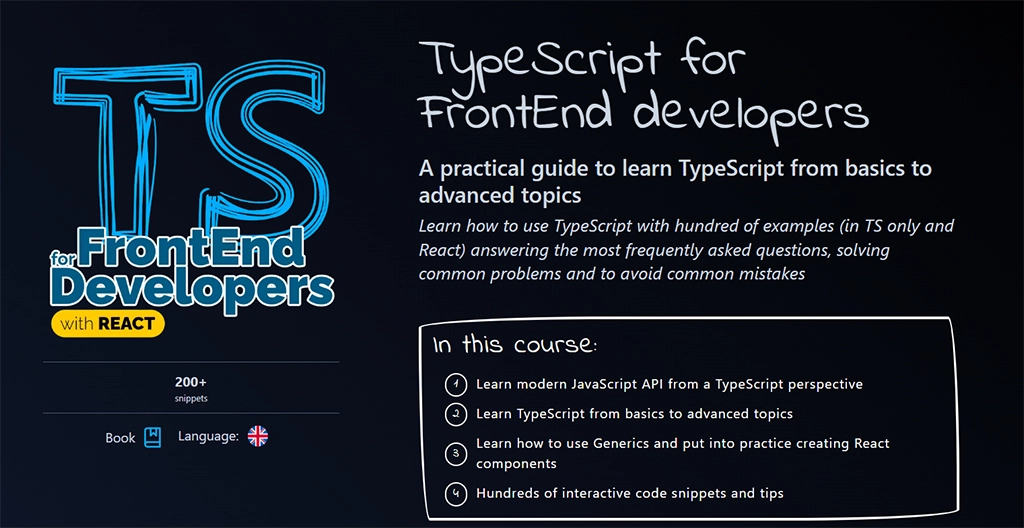 TS
for FrontEnd
Developers
with REACT
200+
snippets
Book
Language:
TypeScript for
FrontEnd developers
A practical guide to learn TypeScript from basics to
advanced topics
Learn how to use TypeScript with hundred of examples (in TS only and
React) answering the most frequently asked questions, solving
common problems and to avoid common mistakes
In this course:
1 Learn modern JavaScript API from a TypeScript perspective
2 Learn TypeScript from basics to advanced topics
3 Learn how to use Generics and put into practice creating React
components
4 Hundreds of interactive code snippets and tips